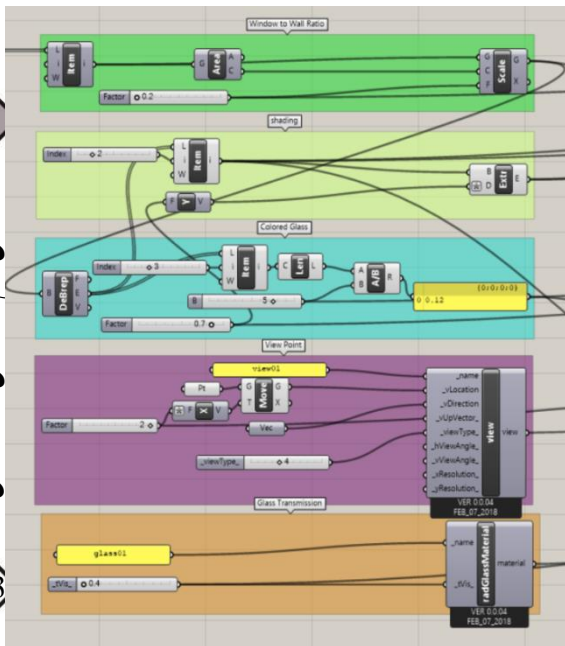 Window to Wall Ratio
L
i
W
Item
i
G
Area
A
C
G
C
F
Scale
G
X
Factor 0.2
shading
Index 2
L
i
W
Item
i
F Y V
B
D
Extr
E
Colored Glass
B
DeBrep
F
E
V
Index 3
L
i
W
Item
i
C Len L
A
B
A/B
R
B 5
{0;0;0;0}
0 0.12
Factor 0.7
View Point
view01
Pt
G
T
Move
G
X
F X V
Factor 2
Vec
_viewType_ 4
_name
_vLocation
_vDirection
_vUpVector_
_viewType_
_hViewAngle_
_vViewAngle_
_xResolution_
_yResolution_
view
view
VER 0.0.04
FEB_07_2018
Glass Transmission
glass01
_tVis_ 0.4
_name
_tVis_
radGlassMaterial
material
VER 0.0.04
FEB_07_2018